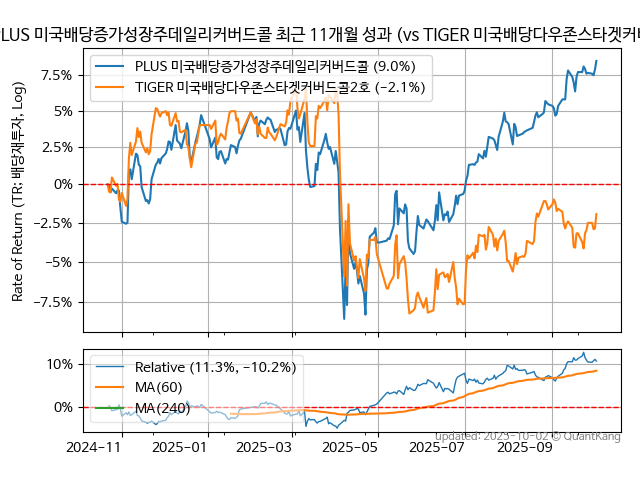 PLUS 미국배당증가성장주데일리커버드콜 최근 11개월 성과 (vs TIGER 미국배당다우존스타겟커버
Rate of Return (TR: 배당재투자, Log)
7.5%
5%
2.5%
0%
−2.5%
−5%
−7.5%
PLUS 미국배당증가성장주데일리커버드콜 (9.0%)
TIGER 미국배당다우존스타겟커버드콜2호 (−2.1%)
10%
0%
Relative (11.3%, −10.2%)
MA(60)
MA(240)
2024−11
2025−01
2025−03
2025−05
2025−07
2025−09
updated: 2025-10-02 © QuantKang